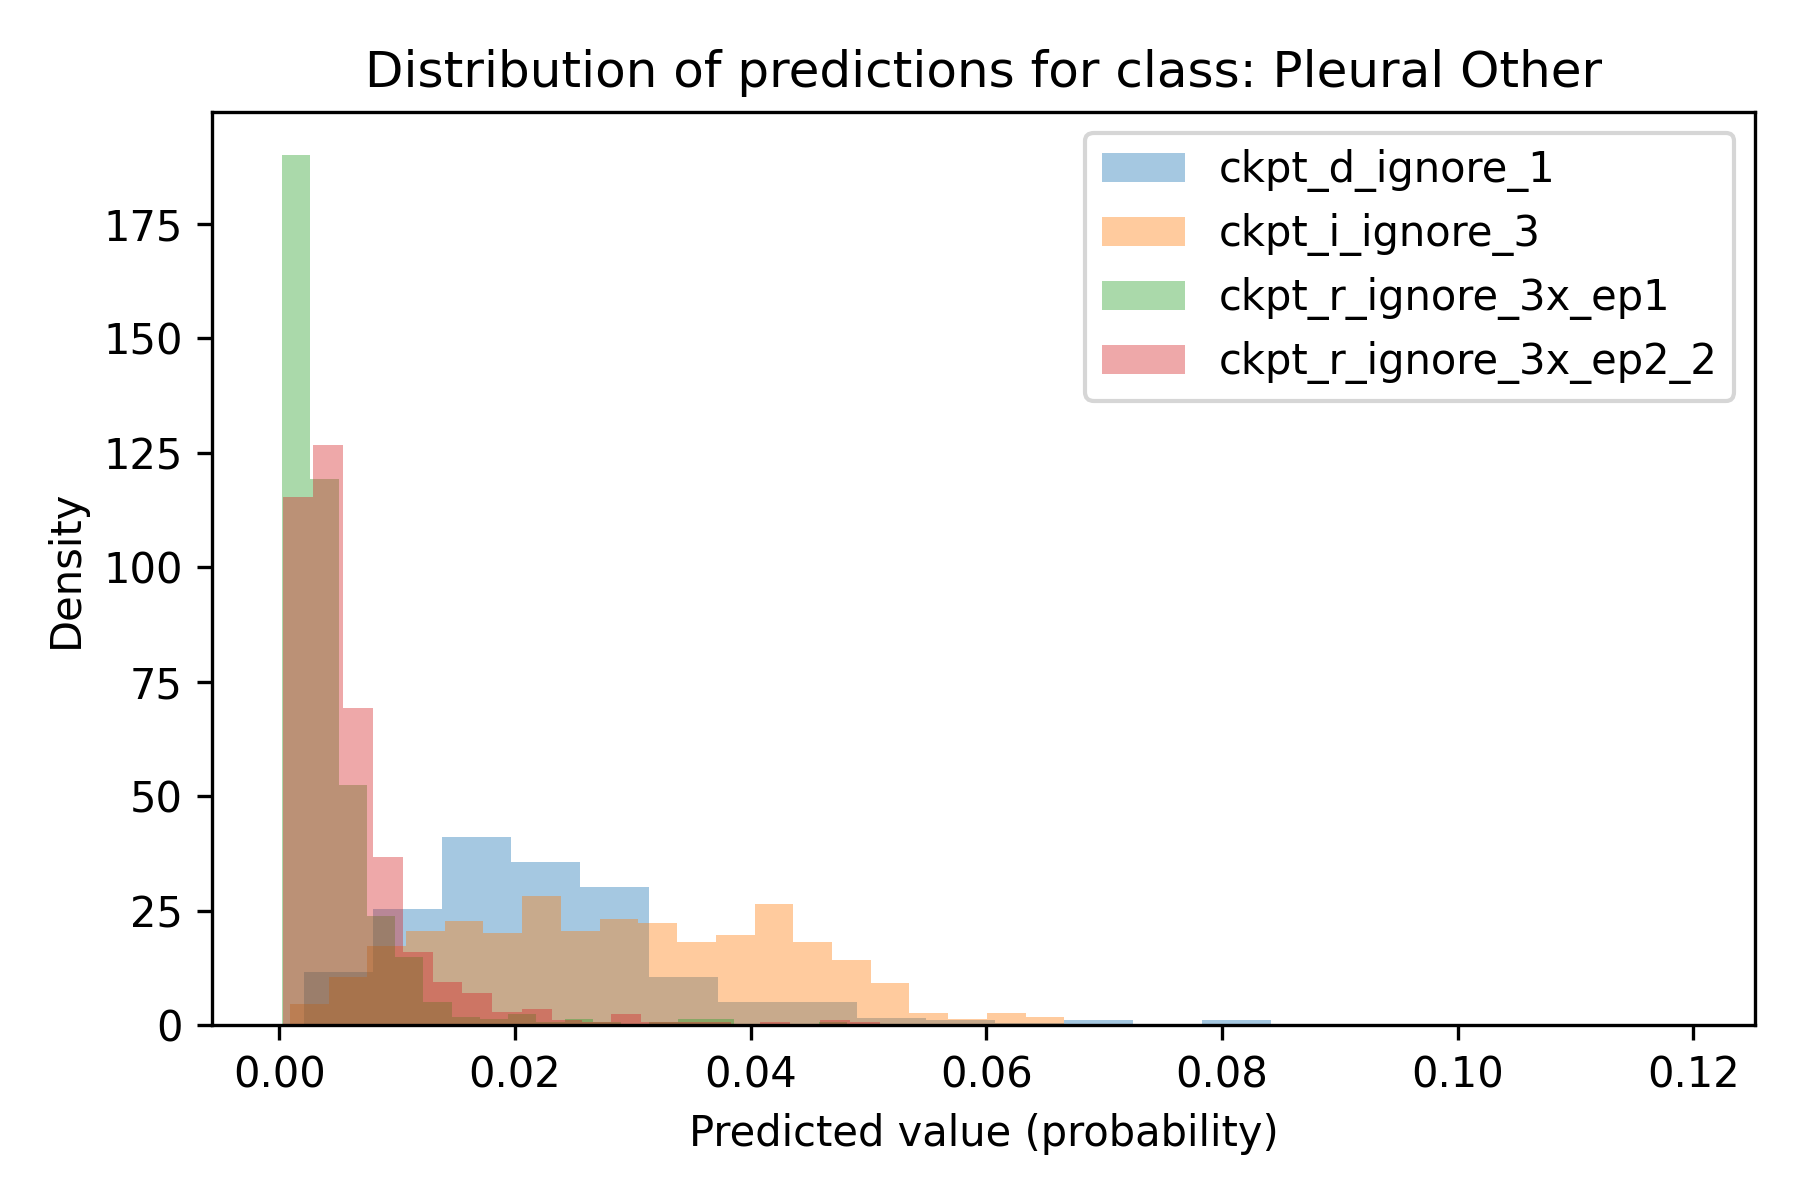 Distribution of predictions for class: Pleural Other
ckpt_d_ignore_1
ckpt_i_ignore_3
ckpt_r_ignore_3x_ep1
ckpt_r_ignore_3x_ep2_2
Density
175
150
125
100
75
50
25
0
0.00 0.02 0.04 0.06 0.08 0.10 0.12
Predicted value (probability)